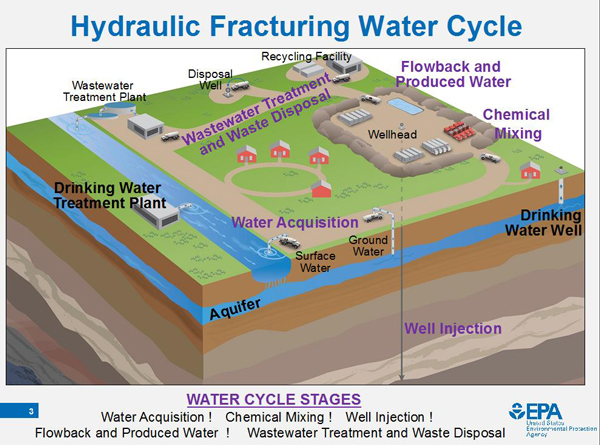 Hydraulic Fracturing Water Cycle
Recycling Facility
Disposal
Well
Flowback and
Produced Water
Wastewater
Treatment Plant
Wastewater Treatment
and Waste Disposal
Chemical
Mixing
Wellhead
Drinking Water
Treatment Plant
Water Acquisition
Drinking
Water Well
Surface
Water
Ground
Water
Aquifer
Well Injection
WATER CYCLE STAGES
Water Acquisition ! Chemical Mixing ! Well Injection !
Flowback and Produced Water ! Wastewater Treatment and Waste Disposal
3
EPA
United States
Environmental Protection
Agency